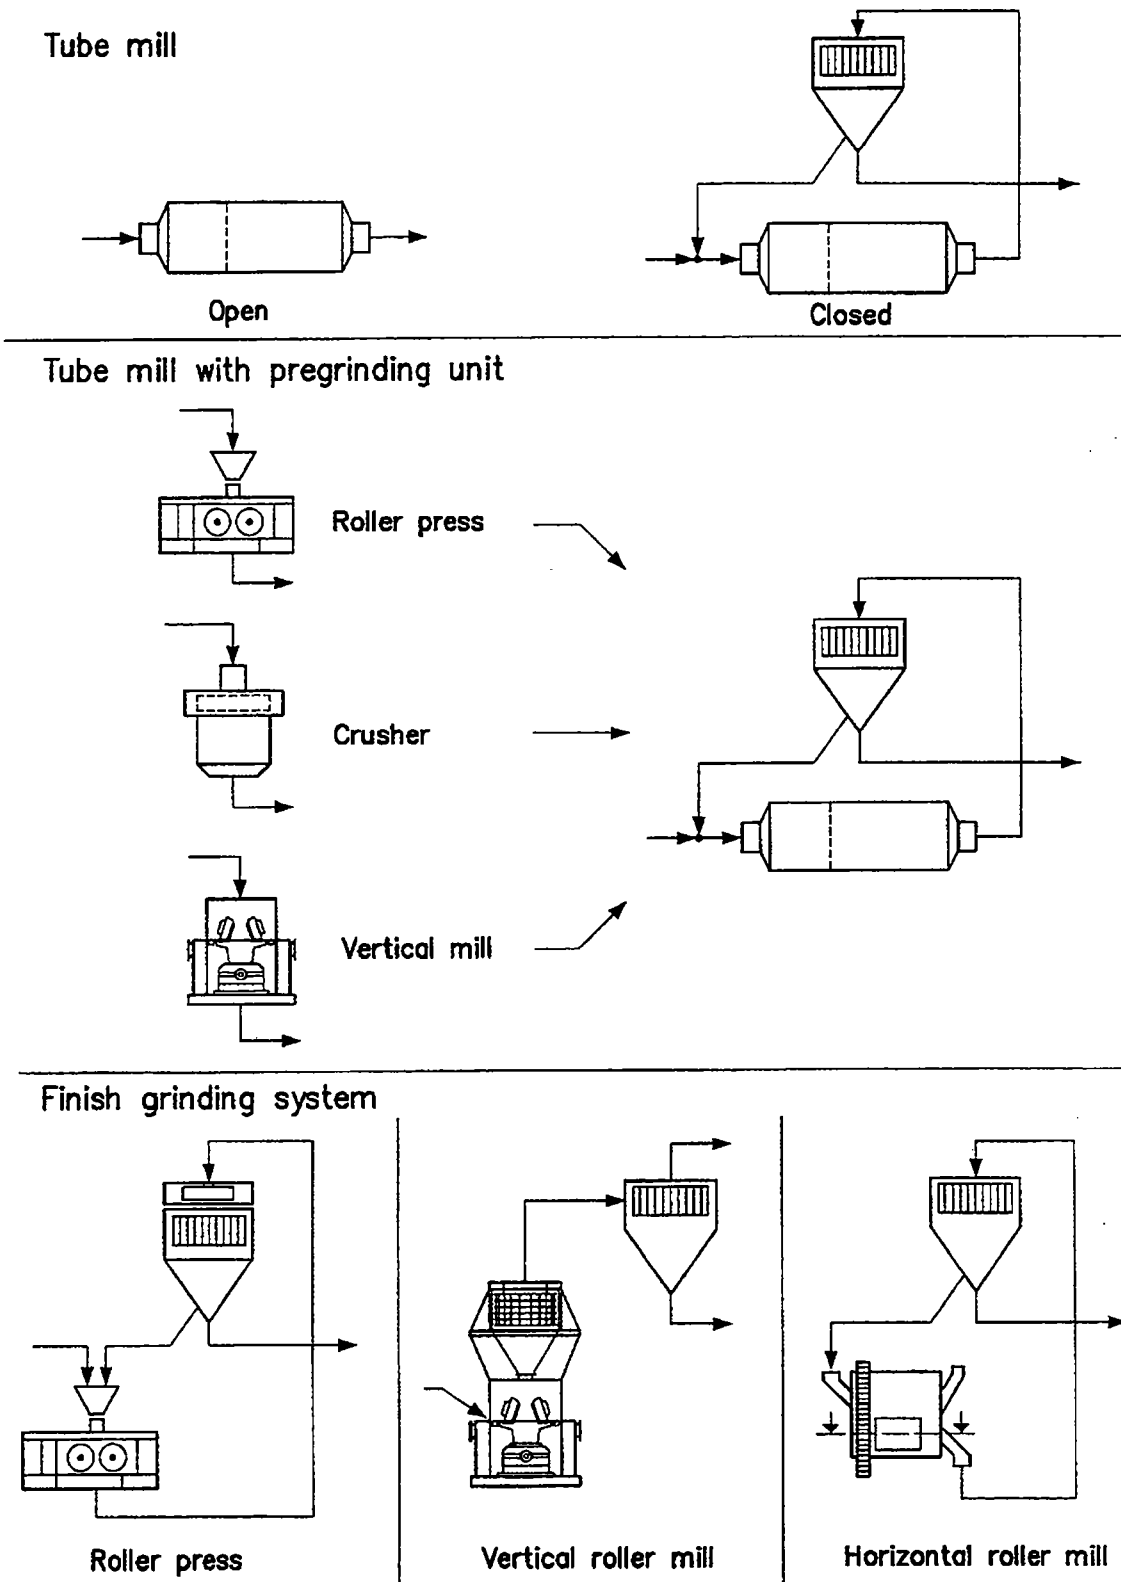 Tube mill
Open
Closed
Tube mill with pregrinding unit
Roller press
Crusher
Vertical mill
Finish grinding system
Roller press
Vertical roller mill
Horizontal roller mill